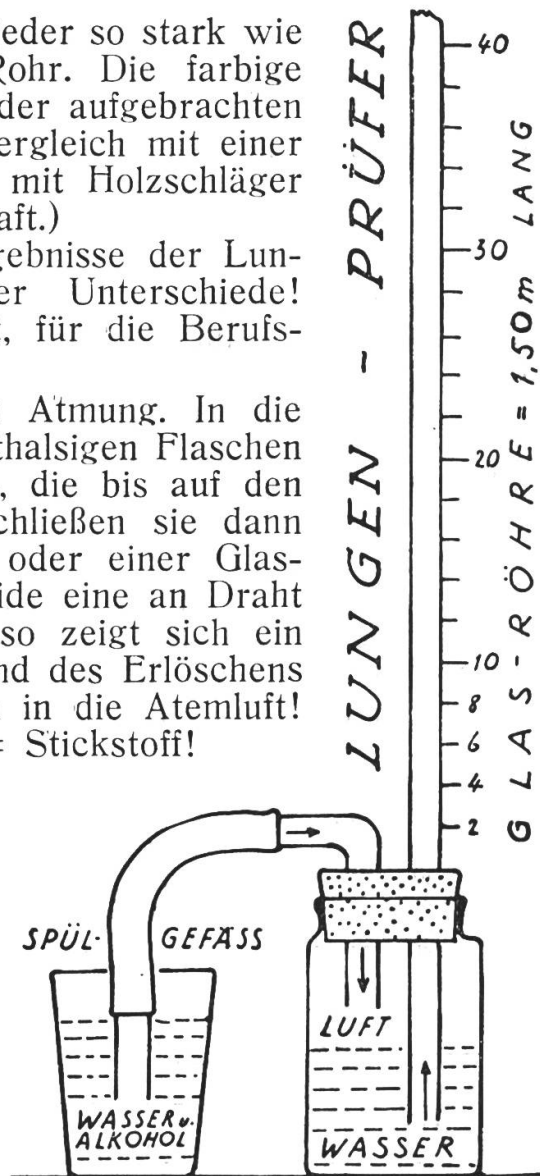 eder so stark wie
Rohr. Die farbige
der aufgebrachten
ergleich mit einer
mit Holzschläger
aft.)
gebnisse der Lun-
er Unterschiede!
, für die Berufs-
Atmung. In die
thalsigen Flaschen
, die bis auf den
chließen sie dann
oder einer Glas-
ide eine an Draht
so zeigt sich ein
nd des Erlöschens
in die Atemluft!
= Stickstoff!
LUNGEN - PRÜFER
40
30
20
10
8
6
4
2
GLAS-RÖHRE = 1,50m LANG
SPÜL- GEFÄSS
WASSER u.
ALKOHOL
LUFT
WASSER